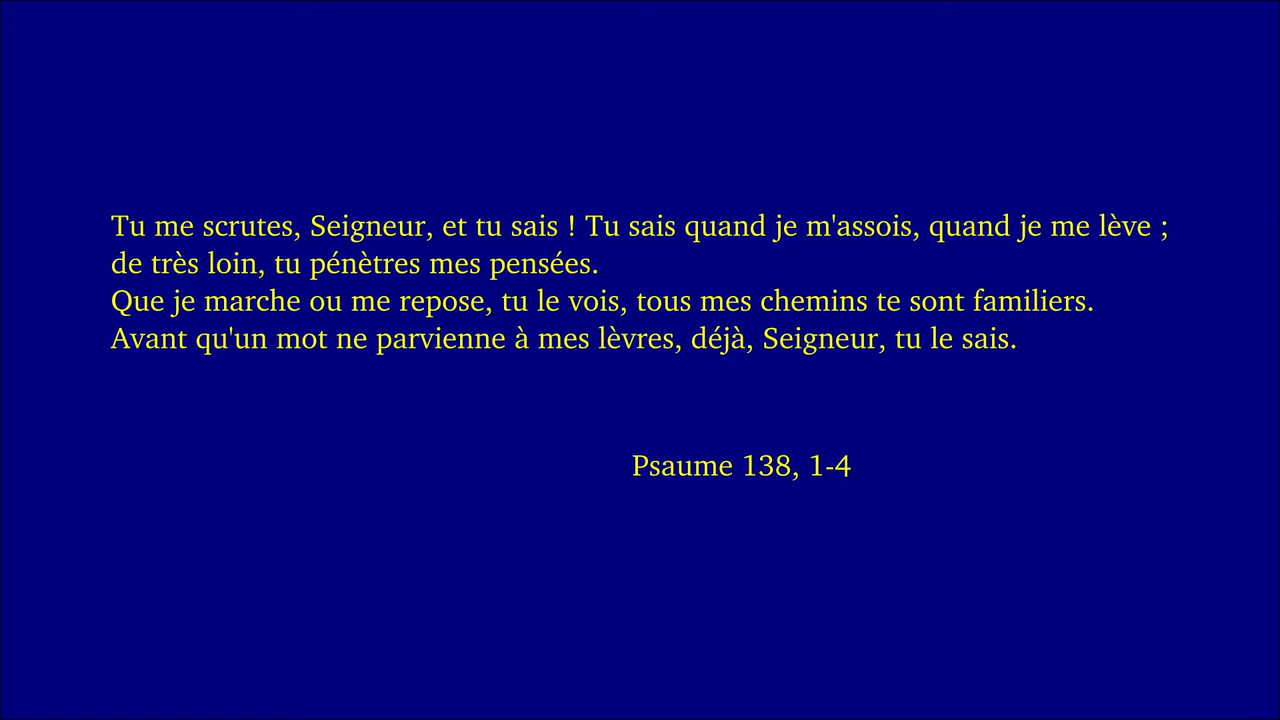 Tu me scrutes, Seigneur, et tu sais ! Tu sais quand je m'assois, quand je me lève ;
de très loin, tu pénètres mes pensées.
Que je marche ou me repose, tu le vois, tous mes chemins te sont familiers.
Avant qu'un mot ne parvienne à mes lèvres, déjà, Seigneur, tu le sais.
Psaume 138, 1-4